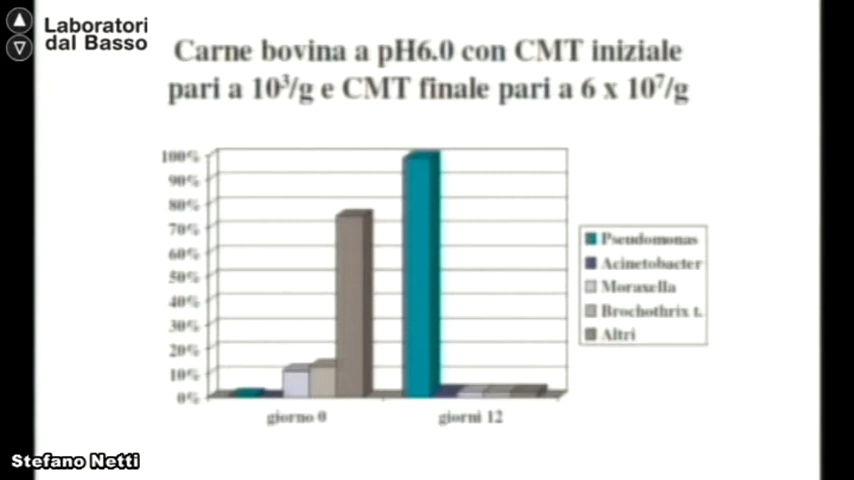 Laboratori
dal Basso
Carne bovina a pH6.0 con CMT iniziale
pari a 10³/g e CMT finale pari a 6 x 10⁷/g
100%
90%
80%
70%
60%
50%
40%
30%
20%
10%
0%
giorno 0
giorni 12
Pseudomonas
Acinetobacter
Moraxella
Brochothrix t.
Altri
Stefano Netti